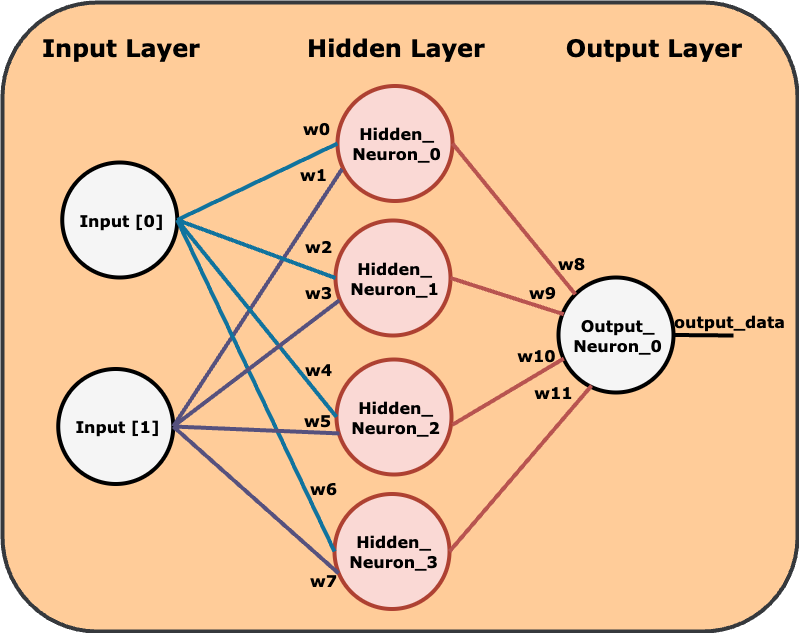 Input Layer
Hidden Layer
Output Layer
w0
Hidden_
Neuron_0
w1
Input [0]
w2
Hidden_
Neuron_1
w3
w8
w9
Output_
Neuron_0
output_data
w4
w10
w11
Input [1]
w5
Hidden_
Neuron_2
w6
Hidden_
Neuron_3
w7